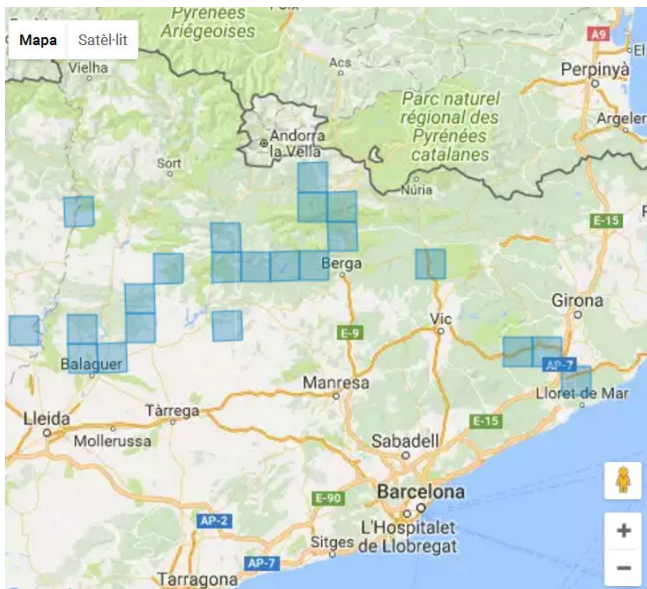 Pyrénées
Ariégeoises
Mapa
Satèl·lit
A9
El
Vielha
Acs
Perpinyà
Parc naturel
régional des
Pyrénées
catalanes
Argeler
Andorra
la Vella
Sort
Núria
E-15
Berga
Girona
Vic
E-9
Balaguer
AP-7
Manresa
Lloret de Mar
Lleida
Tàrrega
Mollerussa
E-15
Sabadell
E-90
Barcelona
AP-2
L'Hospitalet
de Llobregat
Sitges
AP-7
Tarragona
+
−